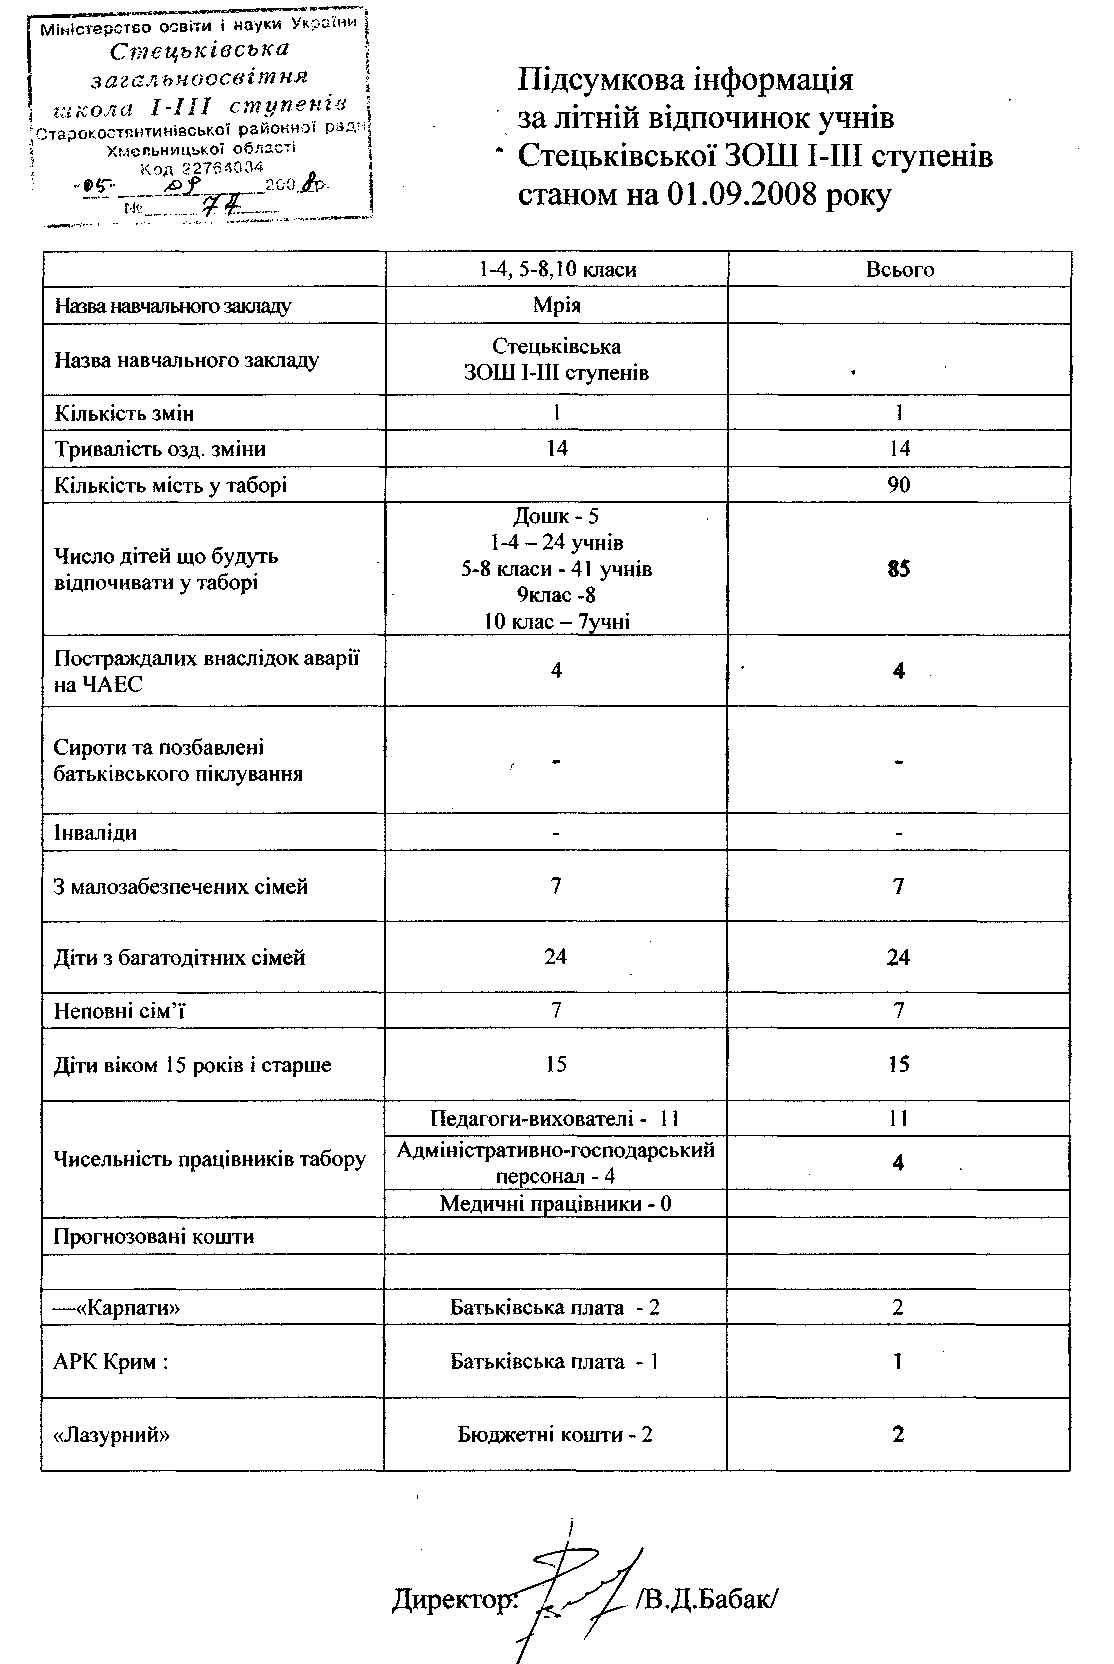 Міністерство освіти і науки України
Стецьківська
загальноосвітня
школа І-ІІІ ступенів
Старокостянтинівської районної ради
Хмельницької області
Код 22764034
05 09 2008р.
№ 77
Підсумкова інформація
за літній відпочинок учнів
Стецьківської ЗОШ І-ІІІ ступенів
станом на 01.09.2008 року
1-4, 5-8,10 класи Всього
Назва навчального закладу Мрія
Назва навчального закладу Стецьківська
ЗОШ І-ІІІ ступенів
Кількість змін 1 1
Тривалість озд. зміни 14 14
Кількість мість у таборі 90
Число дітей що будуть
відпочивати у таборі
Дошк - 5
1-4 – 24 учнів
5-8 класи - 41 учнів
9клас -8
10 клас – 7учні
85
Постраждалих внаслідок аварії
на ЧАЕС 4 4
Сироти та позбавлені
батьківського піклування - -
Інваліди - -
З малозабезпечених сімей 7 7
Діти з багатодітних сімей 24 24
Неповні сім’ї 7 7
Діти віком 15 років і старше 15 15
Чисельність працівників табору
Педагоги-вихователі - 11 11
Адміністративно-господарський
персонал - 4 4
Медичні працівники - 0
Прогнозовані кошти
—«Карпати» Батьківська плата - 2 2
АРК Крим : Батьківська плата - 1 1
«Лазурний» Бюджетні кошти - 2 2
Директор: /В.Д.Бабак/